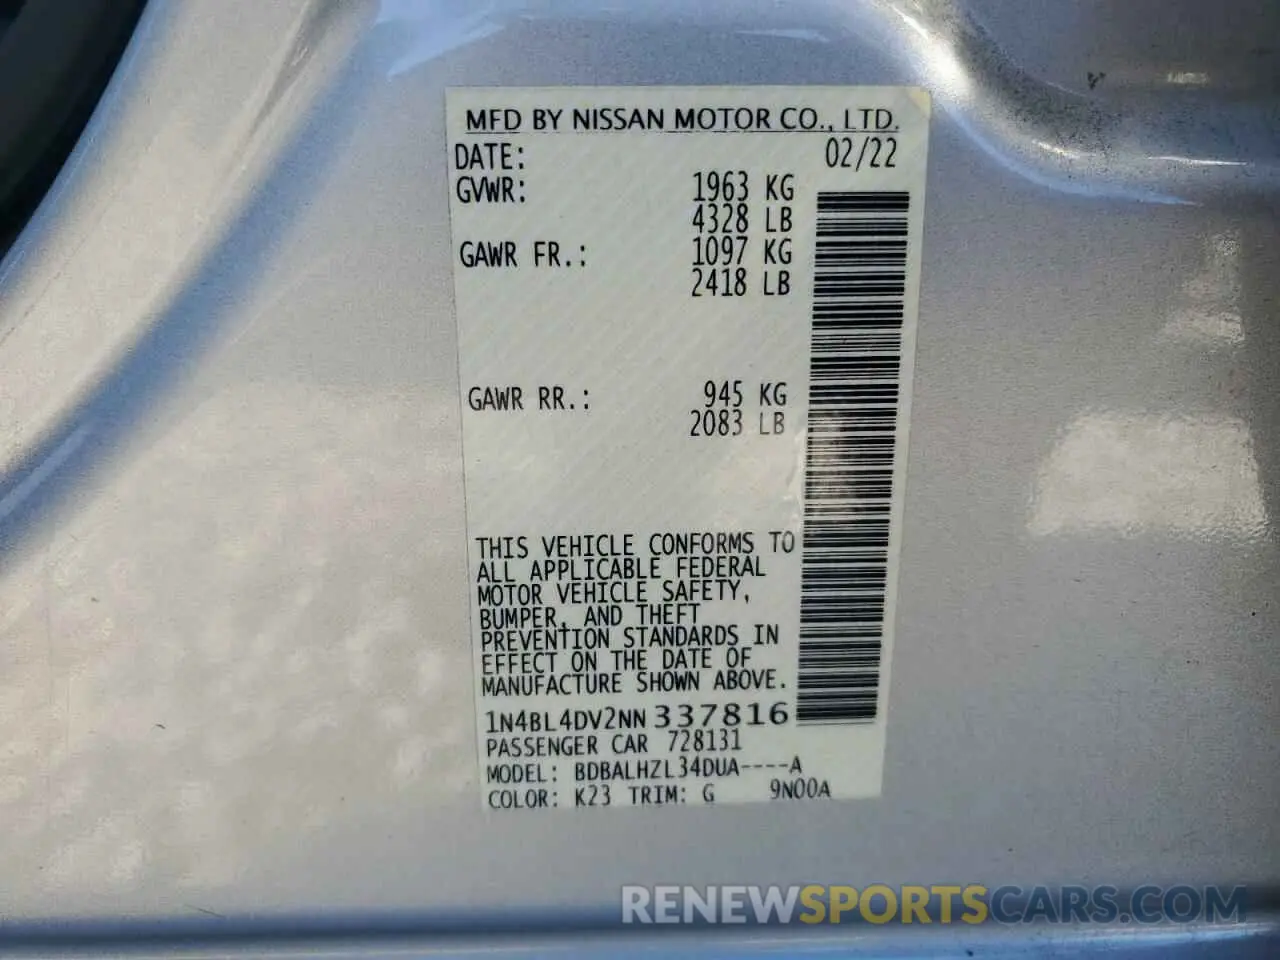 MFD BY NISSAN MOTOR CO., LTD.
DATE: 02/22
GVWR: 1963 KG
4328 LB
GAWR FR.: 1097 KG
2418 LB
GAWR RR.: 945 KG
2083 LB
THIS VEHICLE CONFORMS TO
ALL APPLICABLE FEDERAL
MOTOR VEHICLE SAFETY,
BUMPER, AND THEFT
PREVENTION STANDARDS IN
EFFECT ON THE DATE OF
MANUFACTURE SHOWN ABOVE.
1N4BL4DV2NN337816
PASSENGER CAR 728131
MODEL: BDBALHZL34DUA----A
COLOR: K23 TRIM: G 9N00A
RENEWSPORTSCARS.COM